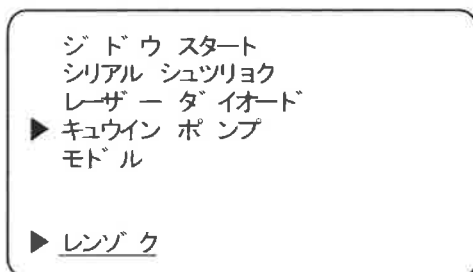 ジドウ スタート
シリアル シュツリョク
レーザー ダイオード
▶ キュウイン ポンプ
モドル
▶ レンゾク